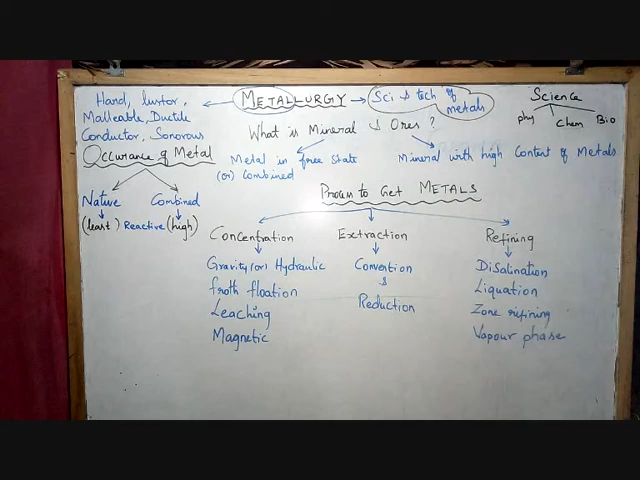 Hard, lustor,
Malleable, Ductile
Conductor, Sonorous
METALLURGY
Sci & tech of
metals
Science
phy Chem Bio
What is Mineral & Ores ?
Metal in free State
(or) Combined
Mineral with high Content of Metals
Occurance of Metal
Native Combined
(least) Reactive (high)
Process to Get METALS
Concentration
Gravity (or) Hydraulic
froth floation
Leaching
Magnetic
Extraction
Convention
&
Reduction
Refining
Disalination
Liquation
Zone refining
Vapour phase